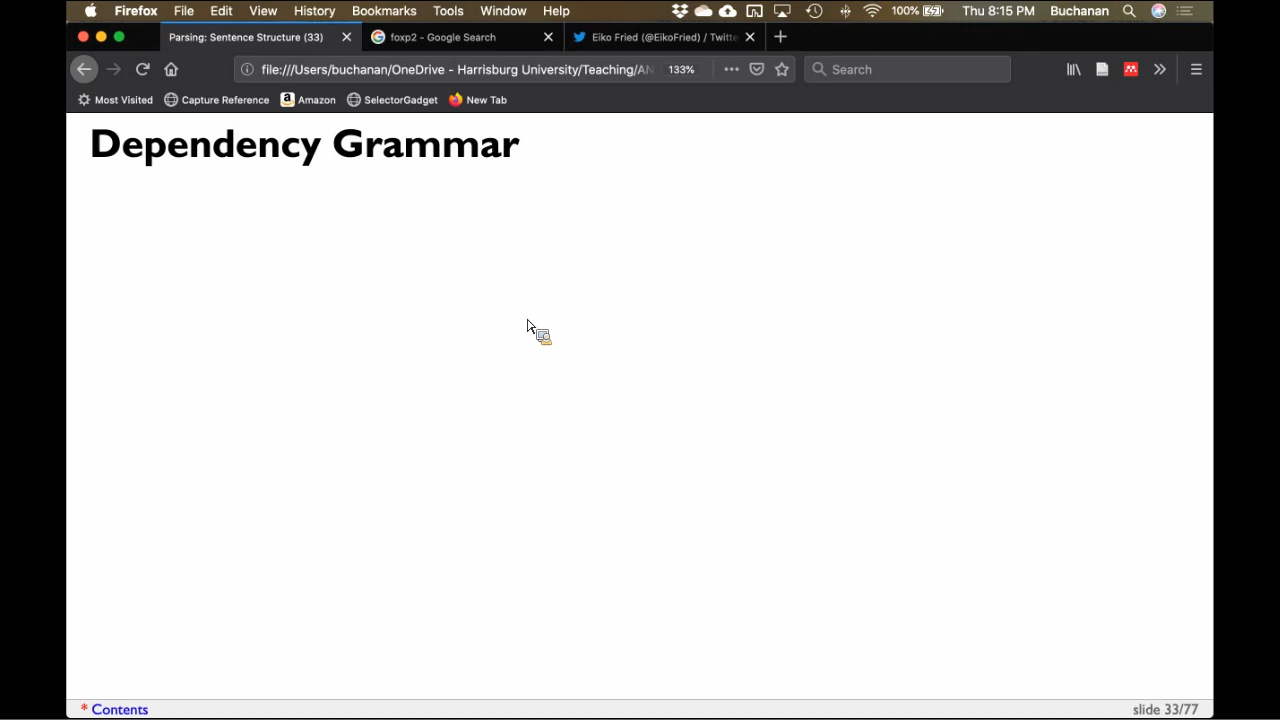 Firefox File Edit View History Bookmarks Tools Window Help 100% Thu 8:15 PM Buchanan
Parsing: Sentence Structure (33) foxp2 - Google Search Eiko Fried (@EikoFried) / Twitte
file:///Users/buchanan/OneDrive - Harrisburg University/Teaching/AN 133% Search
Most Visited Capture Reference Amazon SelectorGadget New Tab
Dependency Grammar
* Contents slide 33/77